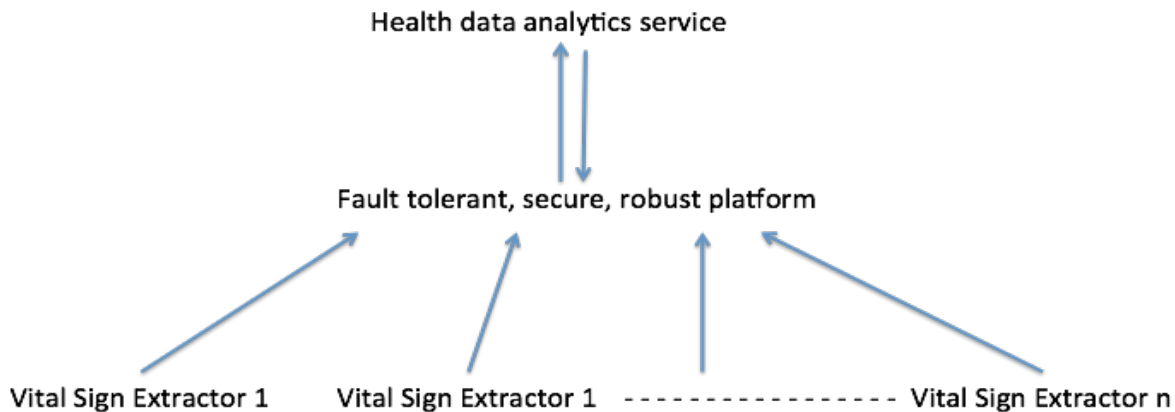 Health data analytics service
Fault tolerant, secure, robust platform
Vital Sign Extractor 1 Vital Sign Extractor 1 - - - - - - - - - - - - - - - - - Vital Sign Extractor n